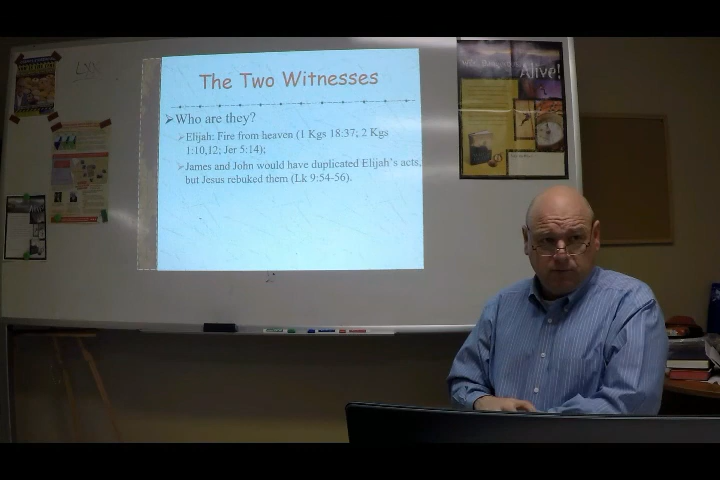 LXX
The Two Witnesses
➢Who are they?
➢Elijah: Fire from heaven (1 Kgs 18:37; 2 Kgs
1:10,12; Jer 5:14);
➢James and John would have duplicated Elijah's acts,
but Jesus rebuked them (Lk 9:54-56).
Alive!